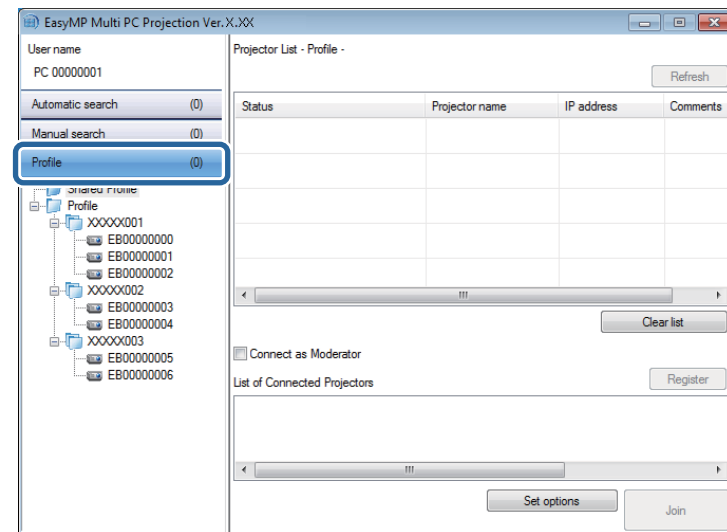 EasyMP Multi PC Projection Ver.X.XX
User name
PC 00000001
Automatic search (0)
Manual search (0)
Profile (0)
Shared Profile
Profile
XXXXX001
EB00000000
EB00000001
EB00000002
XXXXX002
EB00000003
EB00000004
XXXXX003
EB00000005
EB00000006
Projector List - Profile -
Refresh
Status Projector name IP address Comments
Clear list
Connect as Moderator
List of Connected Projectors
Register
Set options
Join